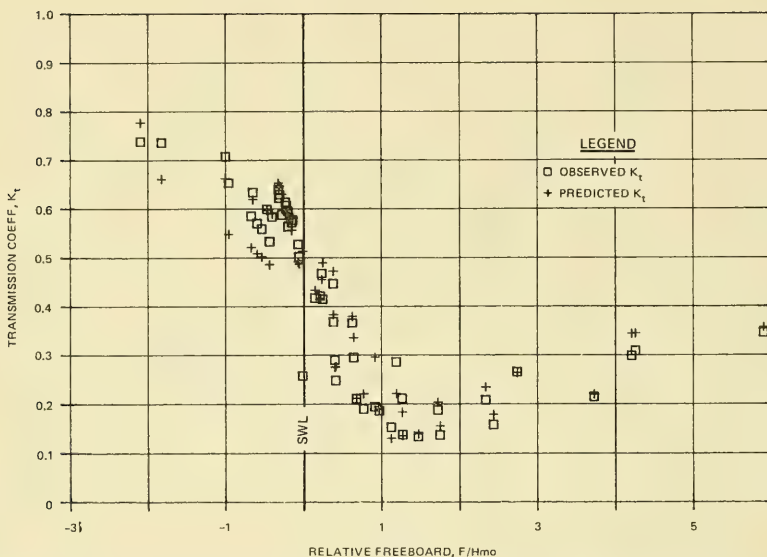 1.0
0.9
0.8
0.7
0.6
0.5
0.4
0.3
0.2
0.1
0
TRANSMISSION COEFF, Kt
LEGEND
OBSERVED Kt
PREDICTED Kt
SWL
-3 -1 1 3 5
RELATIVE FREEBOARD, F/Hmo